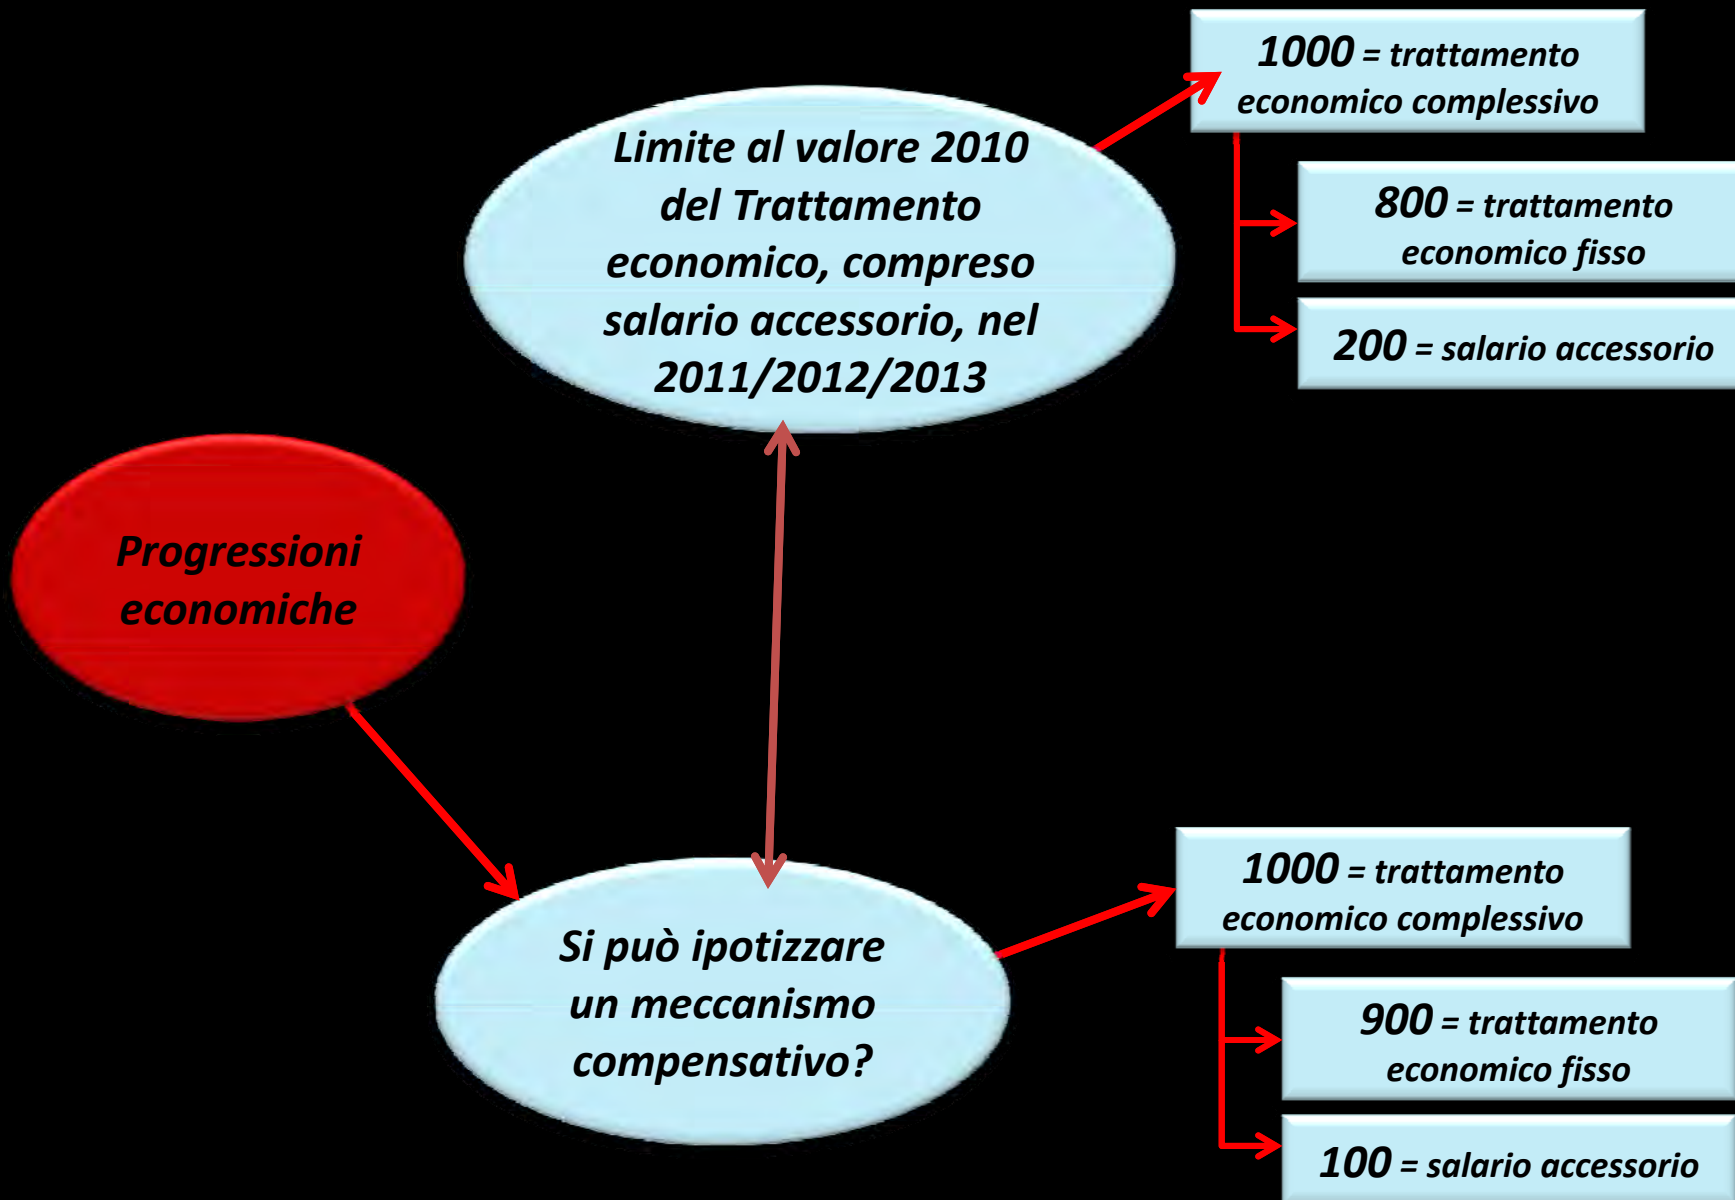 1000 = trattamento
economico complessivo
Limite al valore 2010
del Trattamento
economico, compreso
salario accessorio, nel
2011/2012/2013
800 = trattamento
economico fisso
200 = salario accessorio
Progressioni
economiche
Si può ipotizzare
un meccanismo
compensativo?
1000 = trattamento
economico complessivo
900 = trattamento
economico fisso
100 = salario accessorio